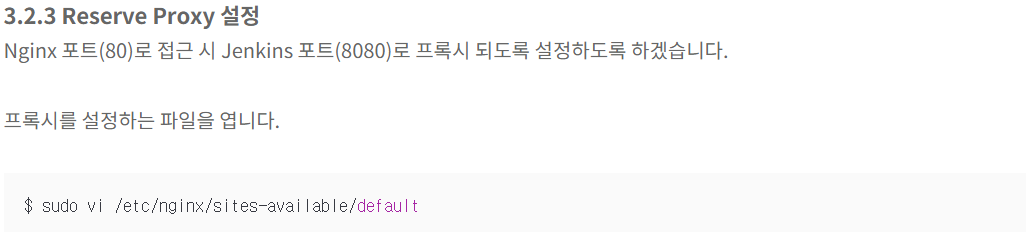 3.2.3 Reserve Proxy 설정
Nginx 포트(80)로 접근 시 Jenkins 포트(8080)로 프록시 되도록 설정하도록 하겠습니다.
프록시를 설정하는 파일을 엽니다.
$ sudo vi /etc/nginx/sites-available/default